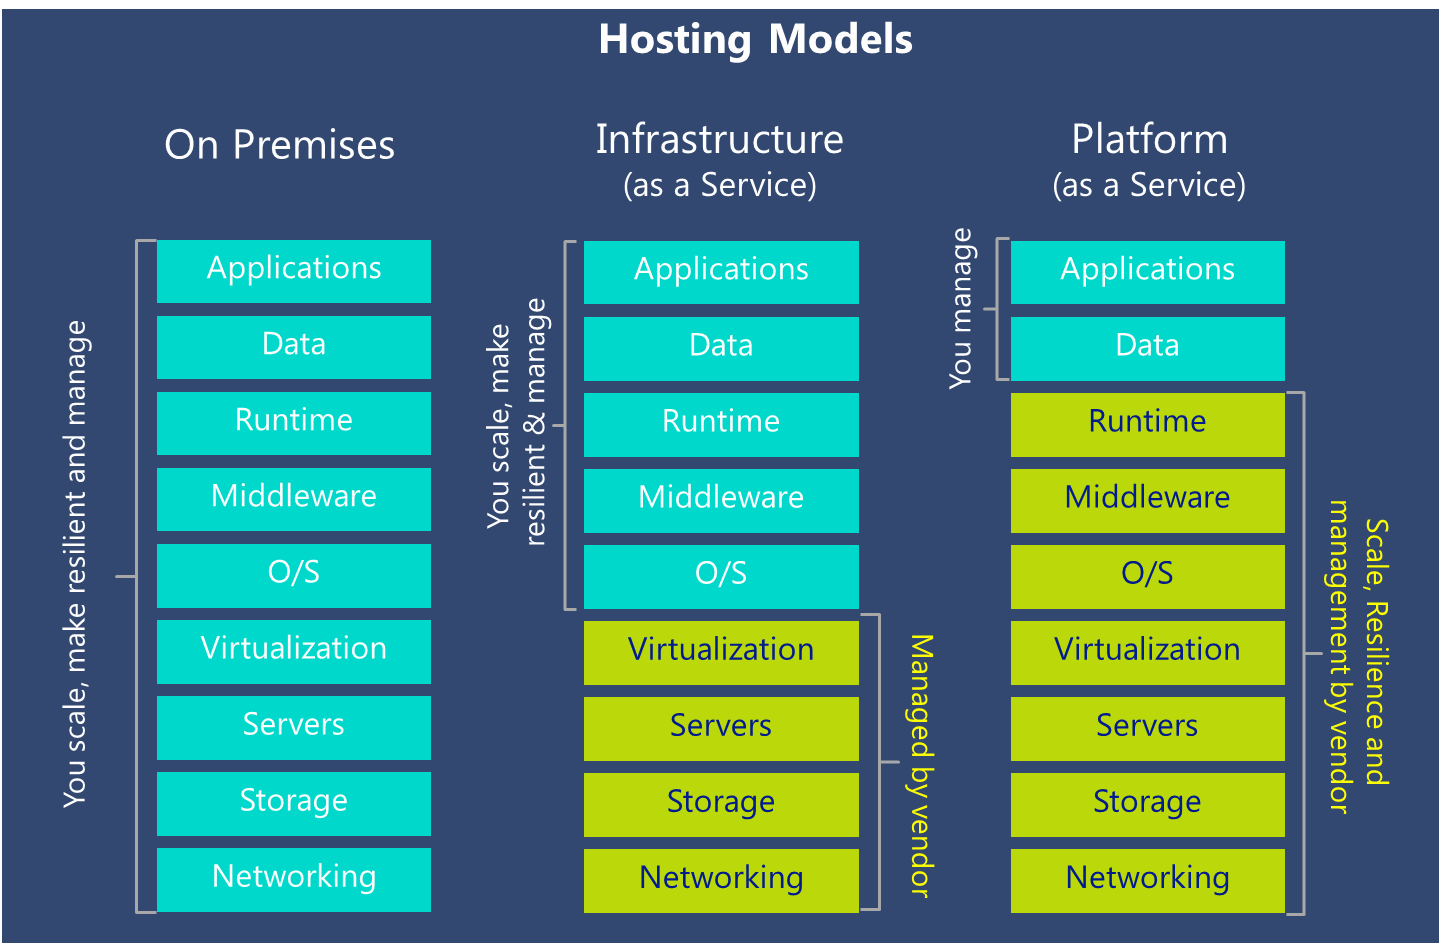 Hosting Models
On Premises
You scale, make resilient and manage
Applications
Data
Runtime
Middleware
O/S
Virtualization
Servers
Storage
Networking
Infrastructure
(as a Service)
You scale, make
resilient & manage
Applications
Data
Runtime
Middleware
O/S
Virtualization
Servers
Storage
Networking
Managed by vendor
Platform
(as a Service)
You manage
Applications
Data
Runtime
Middleware
O/S
Virtualization
Servers
Storage
Networking
Scale, Resilience and
management by vendor